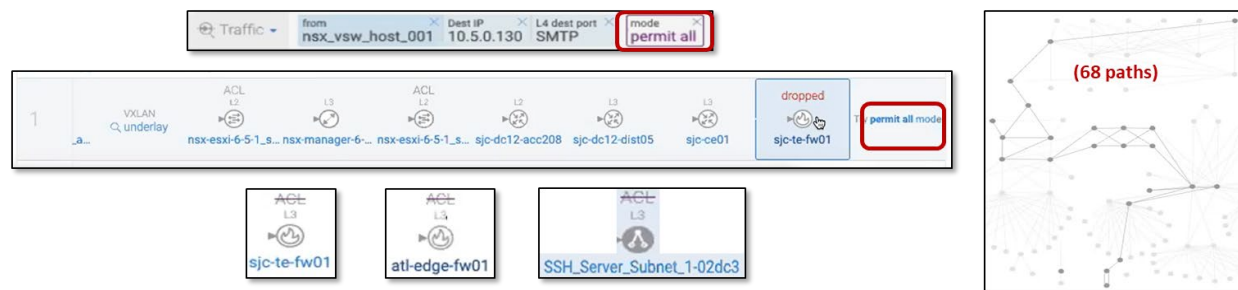 Traffic
from
nsx_vsw_host_001
Dest IP
10.5.0.130
L4 dest port
SMTP
mode
permit all
(68 paths)
1
_a...
VXLAN
underlay
ACL
L2
nsx-esxi-6-5-1_s...
L3
nsx-manager-6-...
ACL
L2
nsx-esxi-6-5-1_s...
L2
sjc-dc12-acc208
L3
sjc-dc12-dist05
L3
sjc-ce01
dropped
sjc-te-fw01
permit all mode
ACL
L3
sjc-te-fw01
ACL
L3
atl-edge-fw01
ACL
L3
SSH_Server_Subnet_1-02dc3